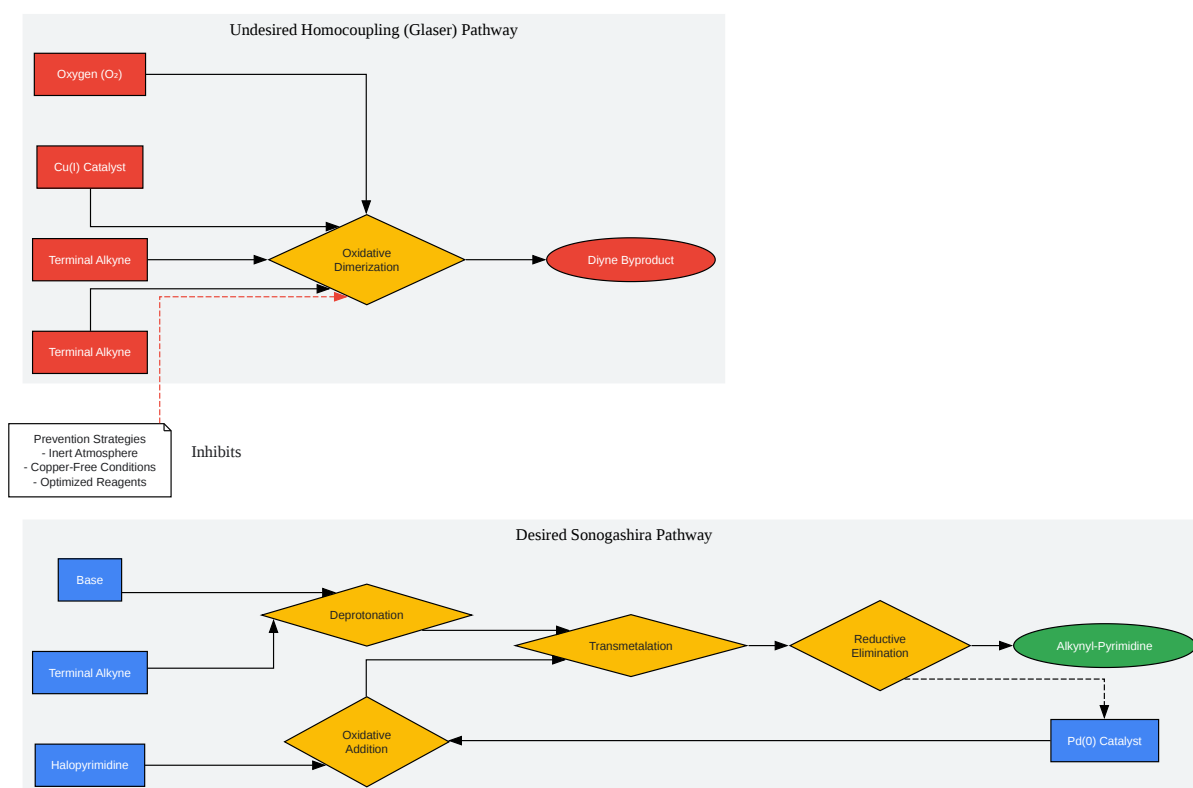 Undesired Homocoupling (Glaser) Pathway
Oxygen (O₂)
Cu(I) Catalyst
Terminal Alkyne
Oxidative
Dimerization
Diyne Byproduct
Terminal Alkyne
Prevention Strategies
- Inert Atmosphere
- Copper-Free Conditions
- Optimized Reagents
Inhibits
Desired Sonogashira Pathway
Base
Deprotonation
Terminal Alkyne
Transmetalation
Reductive
Elimination
Alkynyl-Pyrimidine
Oxidative
Addition
Pd(0) Catalyst
Halopyrimidine